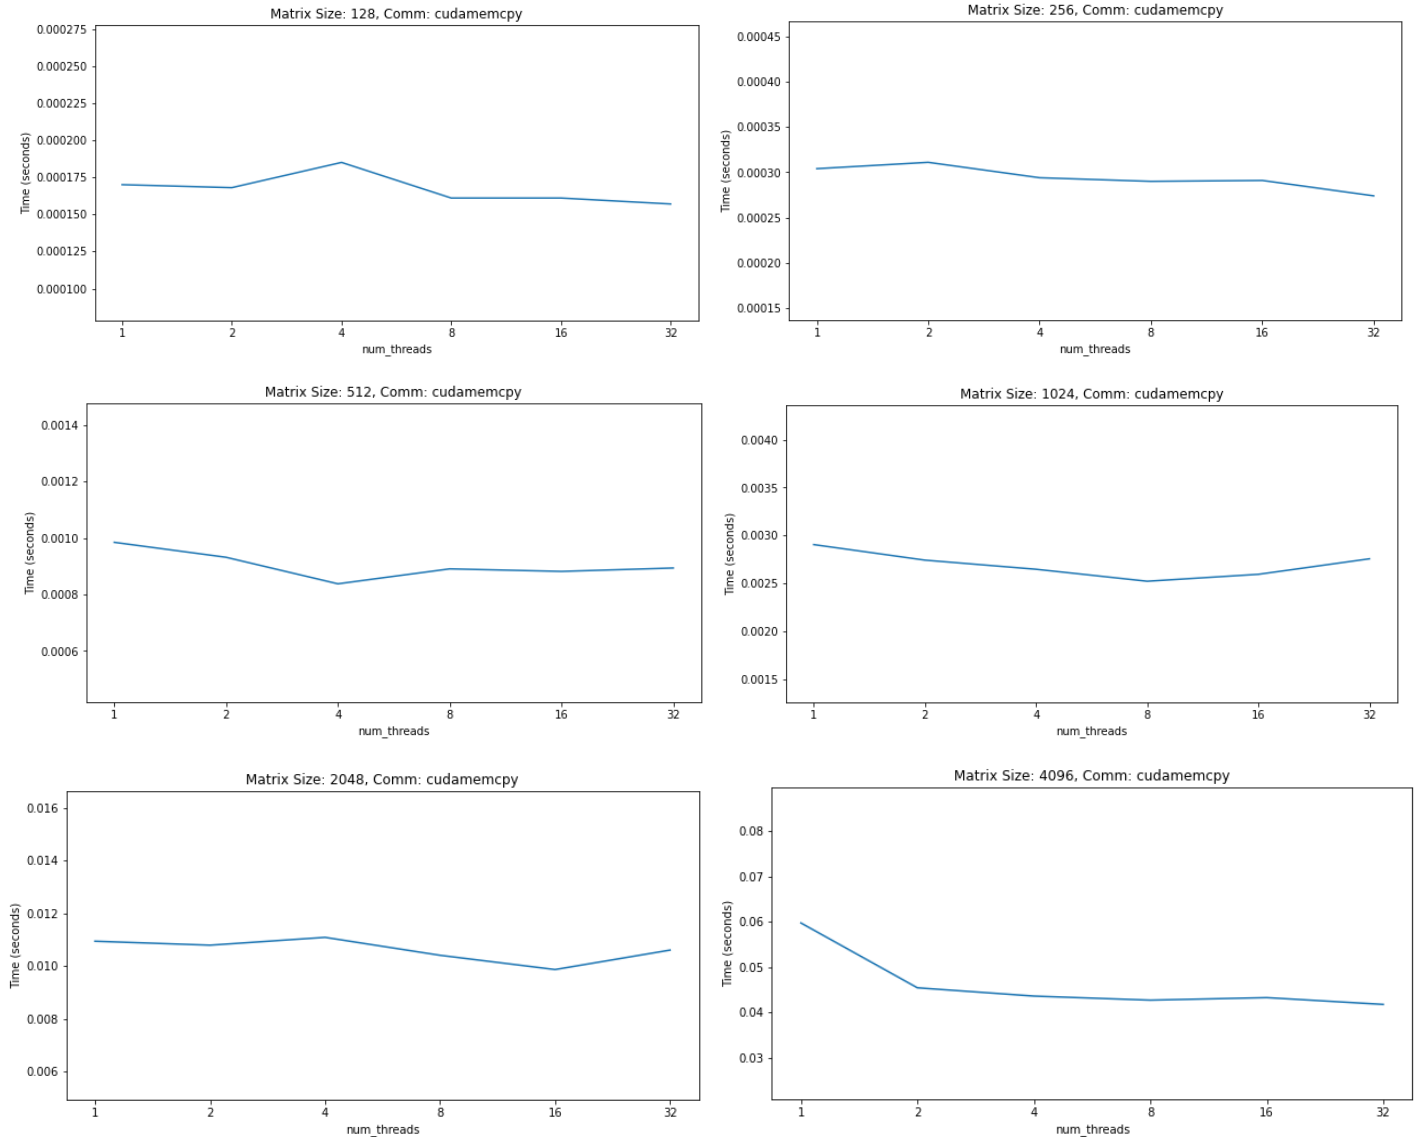 Matrix Size: 128, Comm: cudamemcpy
0.000275
0.000250
0.000225
0.000200
0.000175
0.000150
0.000125
0.000100
Time (seconds)
1 2 4 8 16 32
num_threads
Matrix Size: 256, Comm: cudamemcpy
0.00045
0.00040
0.00035
0.00030
0.00025
0.00020
0.00015
Time (seconds)
1 2 4 8 16 32
num_threads
Matrix Size: 512, Comm: cudamemcpy
0.0014
0.0012
0.0010
0.0008
0.0006
Time (seconds)
1 2 4 8 16 32
num_threads
Matrix Size: 1024, Comm: cudamemcpy
0.0040
0.0035
0.0030
0.0025
0.0020
0.0015
Time (seconds)
1 2 4 8 16 32
num_threads
Matrix Size: 2048, Comm: cudamemcpy
0.016
0.014
0.012
0.010
0.008
0.006
Time (seconds)
1 2 4 8 16 32
num_threads
Matrix Size: 4096, Comm: cudamemcpy
0.08
0.07
0.06
0.05
0.04
0.03
Time (seconds)
1 2 4 8 16 32
num_threads